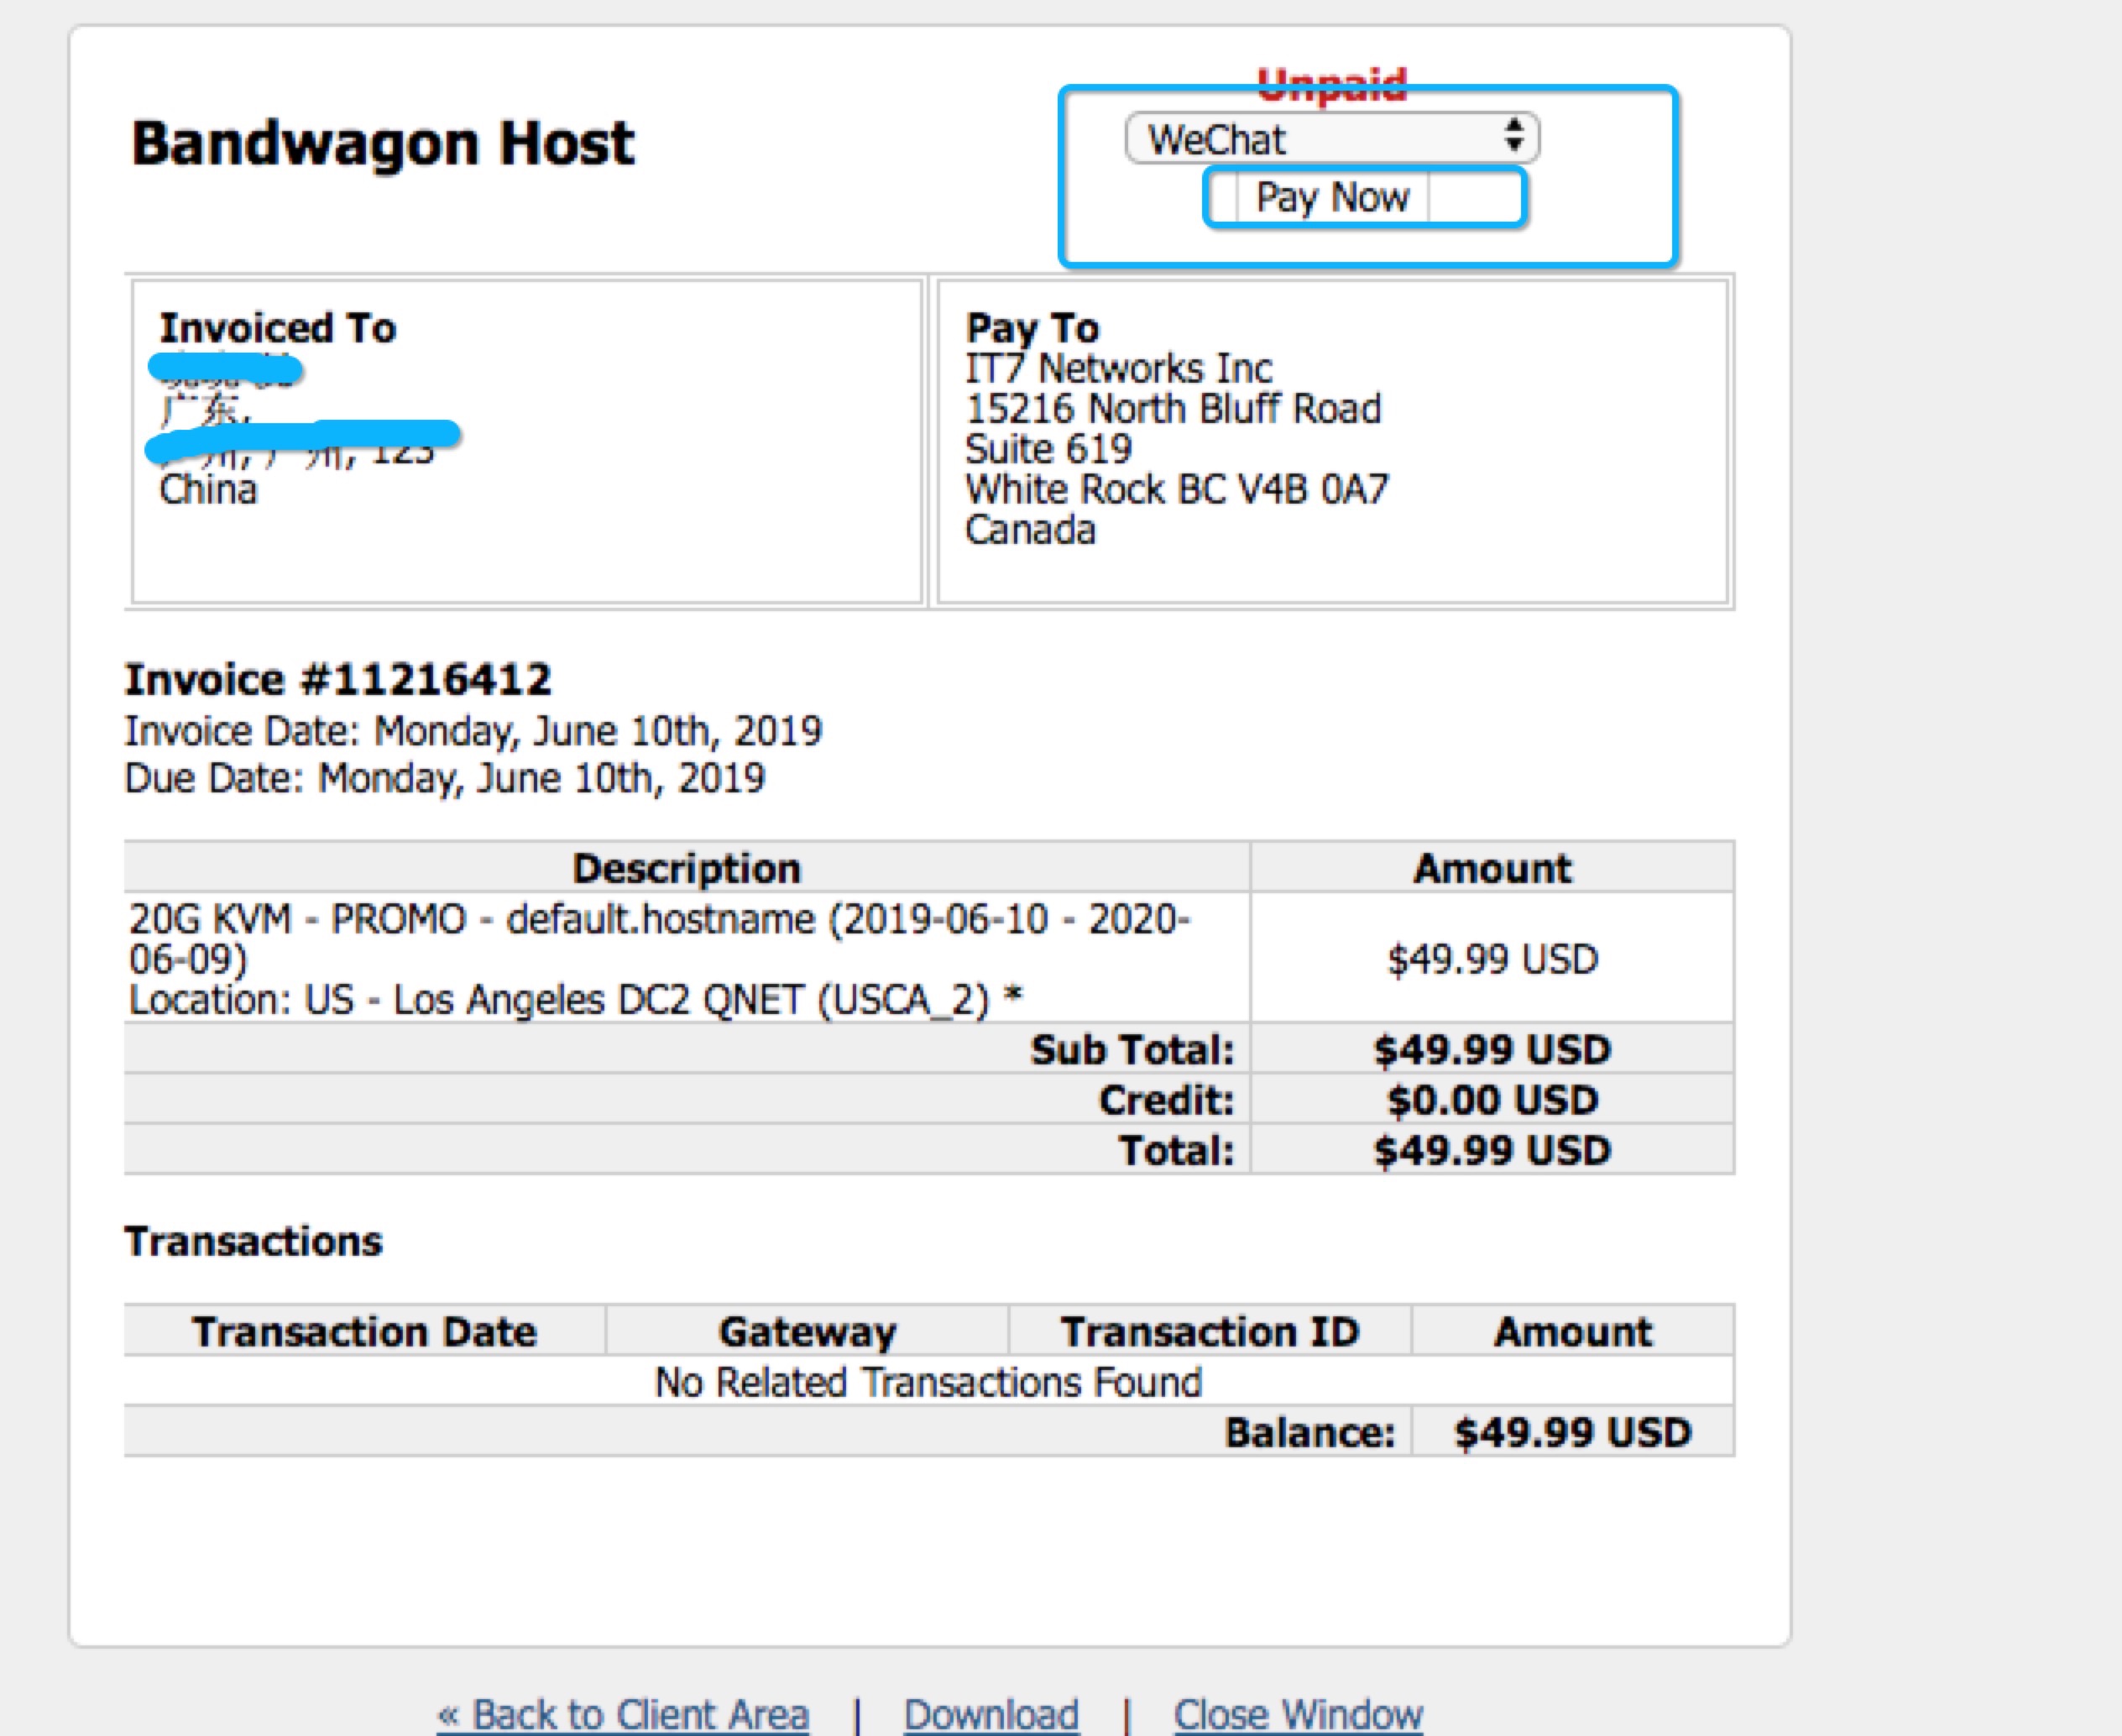 Unpaid
Bandwagon Host
WeChat
Pay Now
Invoiced To
广东,
广州, 广州, 123
China
Pay To
IT7 Networks Inc
15216 North Bluff Road
Suite 619
White Rock BC V4B 0A7
Canada
Invoice #11216412
Invoice Date: Monday, June 10th, 2019
Due Date: Monday, June 10th, 2019
Description Amount
20G KVM - PROMO - default.hostname (2019-06-10 - 2020-
06-09)
$49.99 USD
Location: US - Los Angeles DC2 QNET (USCA_2) *
Sub Total: $49.99 USD
Credit: $0.00 USD
Total: $49.99 USD
Transactions
Transaction Date Gateway Transaction ID Amount
No Related Transactions Found
Balance: $49.99 USD
« Back to Client Area | Download | Close Window